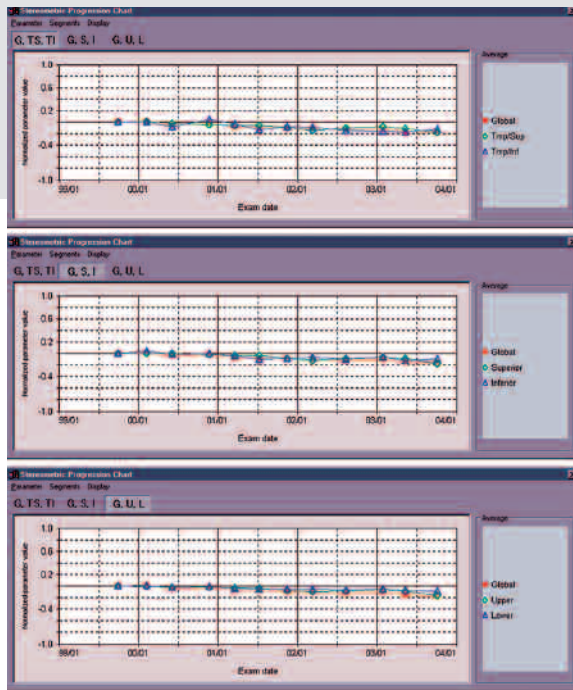 Stereometric Progression Chart
Parameter Segments Display
G, TS, TI G, S, I G, U, L
Average
1.0
0.6
0.2
-0.4
-1.0
Normalized parameter value
99/01 00/01 01/01 02/01 03/01 04/01
Exam date
Global
Tmp/Sup
Tmp/Inf
Stereometric Progression Chart
Parameter Segments Display
G, TS, TI G, S, I G, U, L
Average
1.0
0.6
0.2
-0.4
-1.0
Normalized parameter value
99/01 00/01 01/01 02/01 03/01 04/01
Exam date
Global
Superior
Inferior
Stereometric Progression Chart
Parameter Segments Display
G, TS, TI G, S, I G, U, L
Average
1.0
0.6
0.2
-0.4
-1.0
Normalized parameter value
99/01 00/01 01/01 02/01 03/01 04/01
Exam date
Global
Upper
Lower